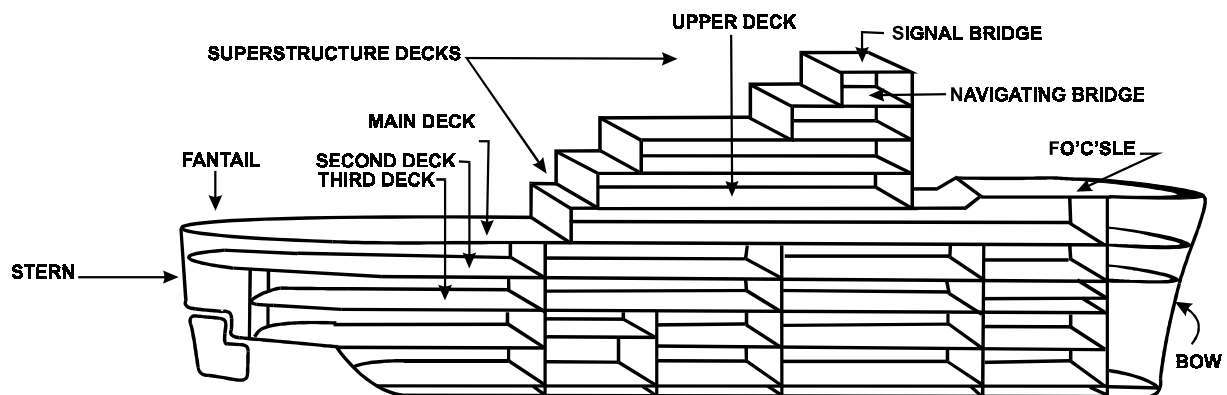 UPPER DECK
SIGNAL BRIDGE
SUPERSTRUCTURE DECKS
NAVIGATING BRIDGE
MAIN DECK
FO'C'SLE
FANTAIL
SECOND DECK
THIRD DECK
STERN
BOW